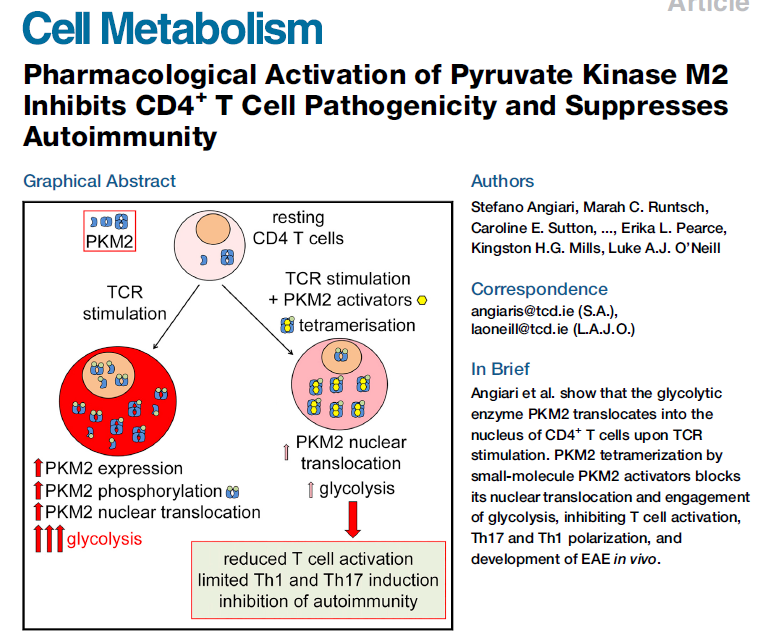 Article
Cell Metabolism
Pharmacological Activation of Pyruvate Kinase M2
Inhibits CD4+ T Cell Pathogenicity and Suppresses
Autoimmunity
Graphical Abstract
PKM2
resting
CD4 T cells
TCR
stimulation
TCR stimulation
+ PKM2 activators
tetramerisation
PKM2 expression
PKM2 phosphorylation
PKM2 nuclear translocation
glycolysis
PKM2 nuclear
translocation
glycolysis
reduced T cell activation
limited Th1 and Th17 induction
inhibition of autoimmunity
Authors
Stefano Angiari, Marah C. Runtsch,
Caroline E. Sutton, ..., Erika L. Pearce,
Kingston H.G. Mills, Luke A.J. O'Neill
Correspondence
angiaris@tcd.ie (S.A.),
laoneill@tcd.ie (L.A.J.O.)
In Brief
Angiari et al. show that the glycolytic
enzyme PKM2 translocates into the
nucleus of CD4+ T cells upon TCR
stimulation. PKM2 tetramerization by
small-molecule PKM2 activators blocks
its nuclear translocation and engagement
of glycolysis, inhibiting T cell activation,
Th17 and Th1 polarization, and
development of EAE in vivo.